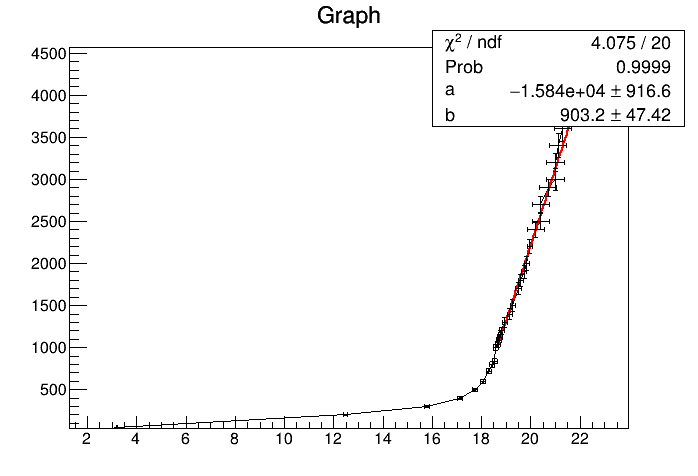 Graph
χ² / ndf 4.075 / 20
Prob 0.9999
a −1.584e+04 ± 916.6
b 903.2 ± 47.42
4500
4000
3500
3000
2500
2000
1500
1000
500
2 4 6 8 10 12 14 16 18 20 22